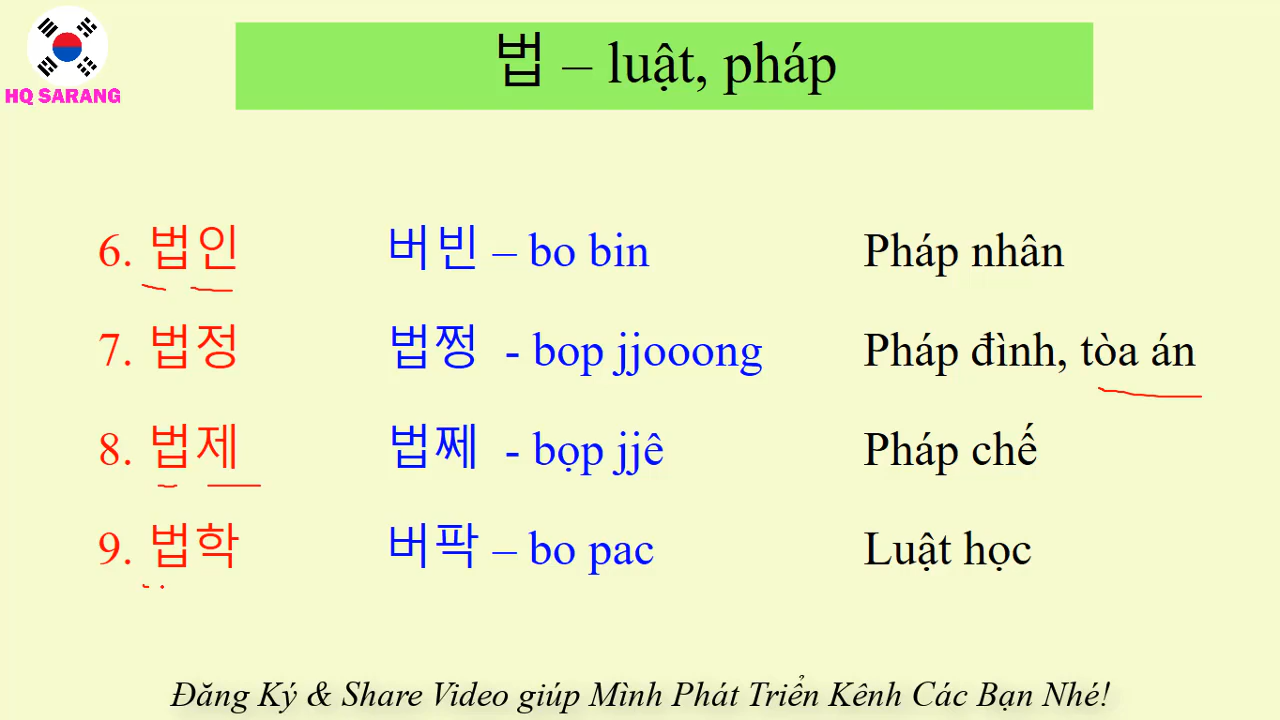 HQ SARANG
법 – luật, pháp
6. 법인 버빈 – bo bin Pháp nhân
7. 법정 법쩡 - bop jjooong Pháp đình, tòa án
8. 법제 법쩨 - bọp jjê Pháp chế
9. 법학 버팍 – bo pac Luật học
Đăng Ký & Share Video giúp Mình Phát Triển Kênh Các Bạn Nhé!